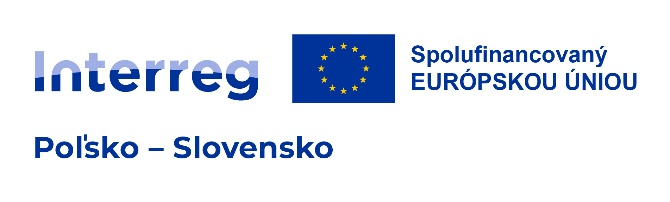 Interreg
Spolufinancovaný
EURÓPSKOU ÚNIOU
Poľsko – Slovensko